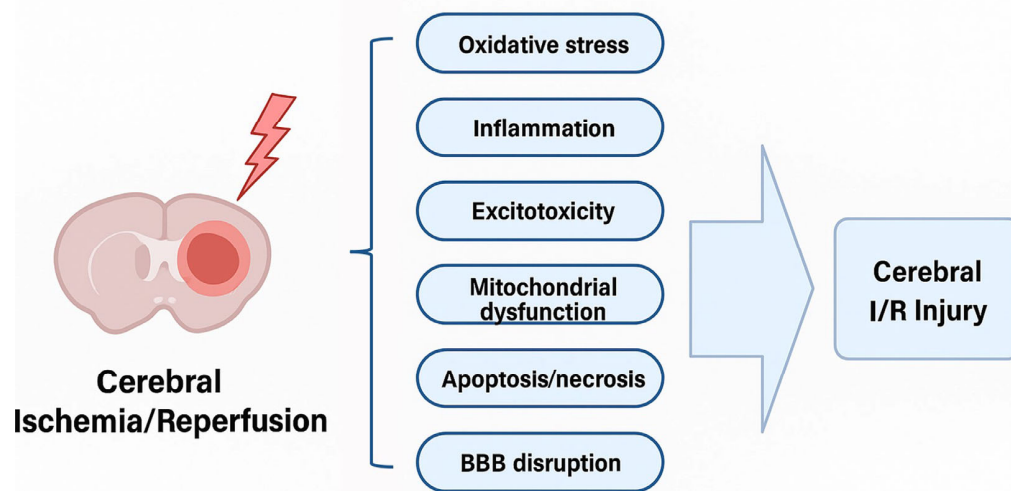 Oxidative stress
Inflammation
Excitotoxicity
Mitochondrial
dysfunction
Apoptosis/necrosis
BBB disruption
Cerebral
Ischemia/Reperfusion
Cerebral
I/R Injury